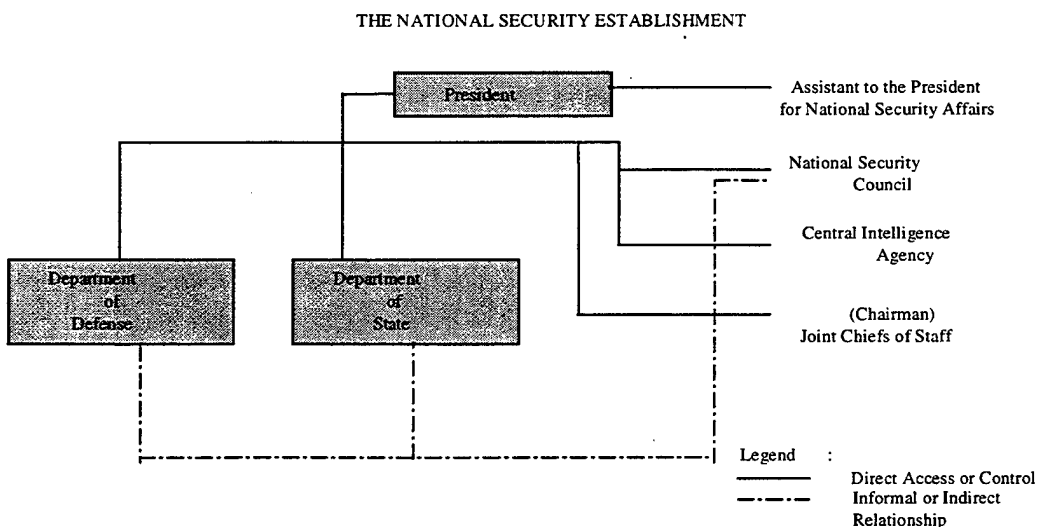 THE NATIONAL SECURITY ESTABLISHMENT
President
Assistant to the President
for National Security Affairs
National Security
Council
Central Intelligence
Agency
Department
of
Defense
Department
of
State
(Chairman)
Joint Chiefs of Staff
Legend :
Direct Access or Control
Informal or Indirect
Relationship